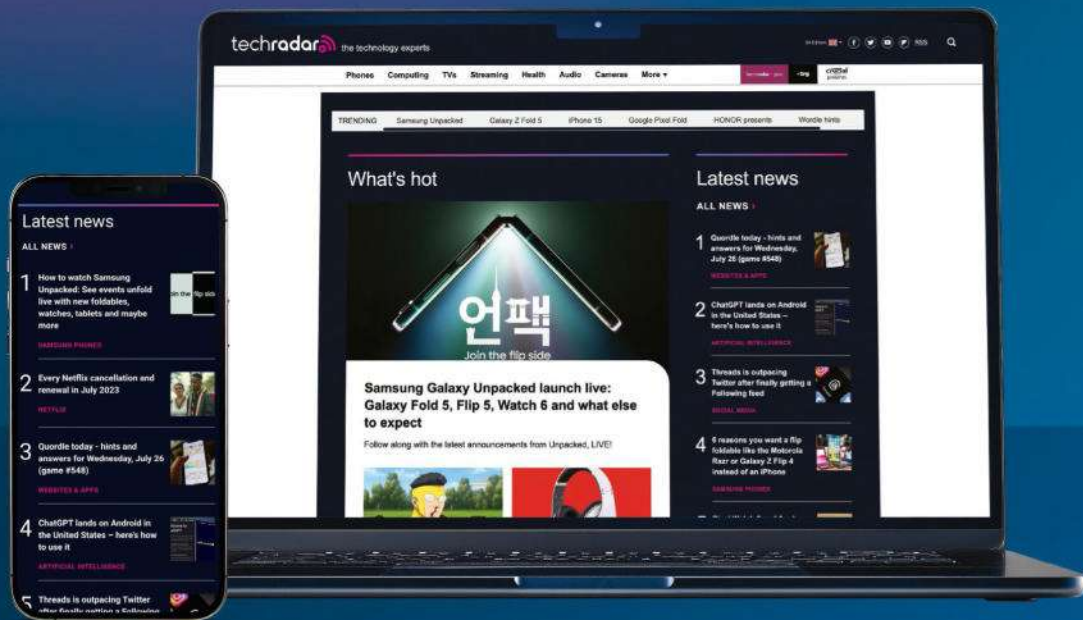 techradar the technology experts
RSS
Phones Computing TVs Streaming Health Audio Cameras More
TRENDING Samsung Unpacked Galaxy Z Fold 5 iPhone 15 Google Pixel Fold HONOR presents Wordle hints
What's hot
언팩
Join the flip side
Samsung Galaxy Unpacked launch live:
Galaxy Fold 5, Flip 5, Watch 6 and what else
to expect
Follow along with the latest announcements from Unpacked, LIVE!
Latest news
ALL NEWS
1 Quordle today - hints and
answers for Wednesday,
July 26 (game #548)
WEBSITES & APPS
2 ChatGPT lands on Android
in the United States –
here's how to use it
ARTIFICIAL INTELLIGENCE
3 Threads is outpacing
Twitter after finally getting a
Following feed
SOCIAL MEDIA
4 6 reasons you want a flip
foldable like the Motorola
Razr or Galaxy Z Flip 4
instead of an iPhone
SAMSUNG PHONES
Latest news
ALL NEWS
1 How to watch Samsung
Unpacked: See events unfold
live with new foldables,
watches, tablets and maybe
more
SAMSUNG PHONES
2 Every Netflix cancellation and
renewal in July 2023
NETFLIX
3 Quordle today - hints and
answers for Wednesday, July 26
(game #548)
WEBSITES & APPS
4 ChatGPT lands on Android in
the United States – here's how
to use it
ARTIFICIAL INTELLIGENCE
5 Threads is outpacing Twitter
after finally getting a Following